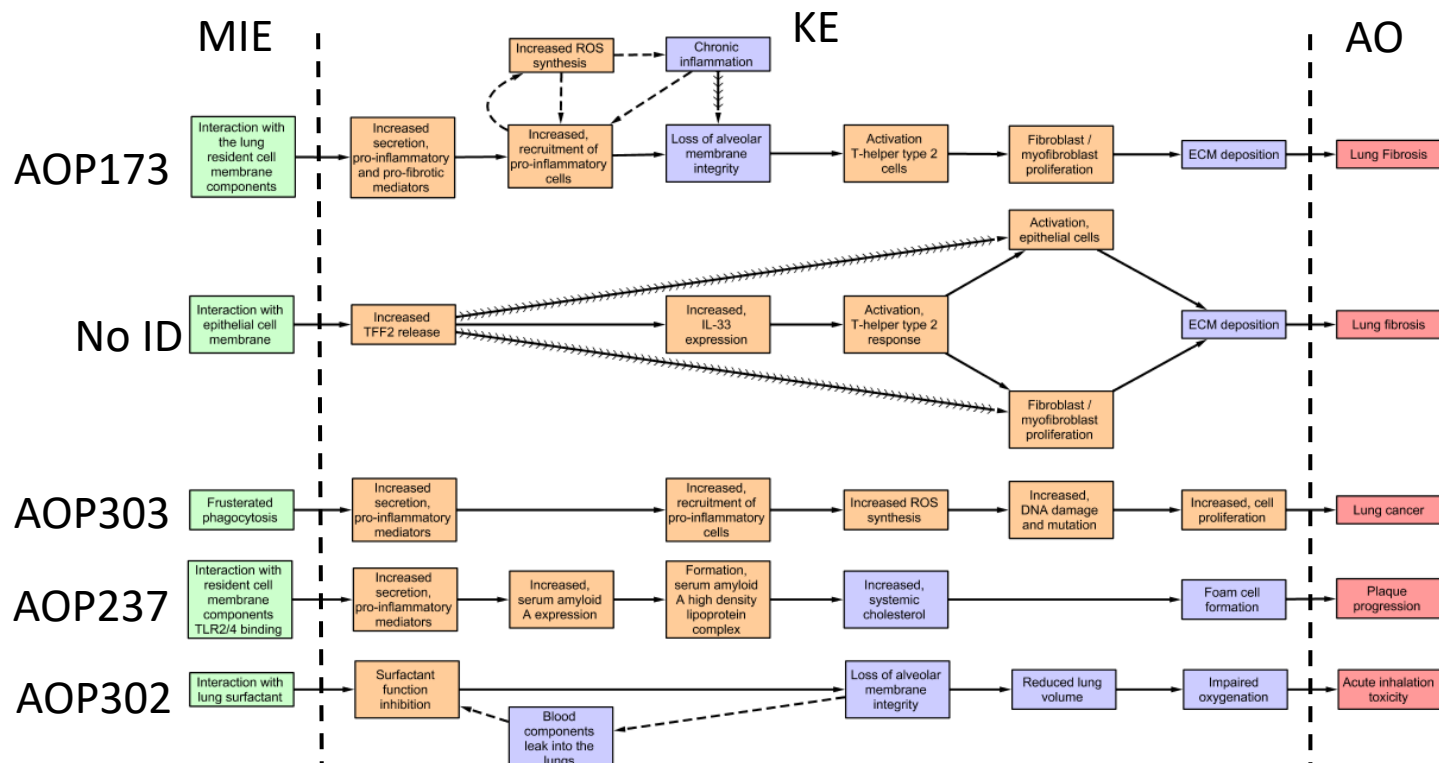 MIE
KE
AO
Increased ROS
synthesis
Chronic
inflammation
AOP173
Interaction with
the lung
resident cell
membrane
components
Increased
secretion,
pro-inflammatory
and pro-fibrotic
mediators
Increased,
recruitment of
pro-inflammatory
cells
Loss of alveolar
membrane
integrity
Activation
T-helper type 2
cells
Fibroblast /
myofibroblast
proliferation
ECM deposition
Lung Fibrosis
Activation,
epithelial cells
No ID
Interaction with
epithelial cell
membrane
Increased
TFF2 release
Increased,
IL-33
expression
Activation,
T-helper type 2
response
ECM deposition
Lung fibrosis
Fibroblast /
myofibroblast
proliferation
AOP303
Frusterated
phagocytosis
Increased
secretion,
pro-inflammatory
mediators
Increased,
recruitment of
pro-inflammatory
cells
Increased ROS
synthesis
Increased,
DNA damage
and mutation
Increased, cell
proliferation
Lung cancer
AOP237
Interaction with
resident cell
membrane
components
TLR2/4 binding
Increased
secretion,
pro-inflammatory
mediators
Increased,
serum amyloid
A expression
Formation,
serum amyloid
A high density
lipoprotein
complex
Increased,
systemic
cholesterol
Foam cell
formation
Plaque
progression
AOP302
Interaction with
lung surfactant
Surfactant
function
inhibition
Blood
components
leak into the
lungs
Loss of alveolar
membrane
integrity
Reduced lung
volume
Impaired
oxygenation
Acute inhalation
toxicity